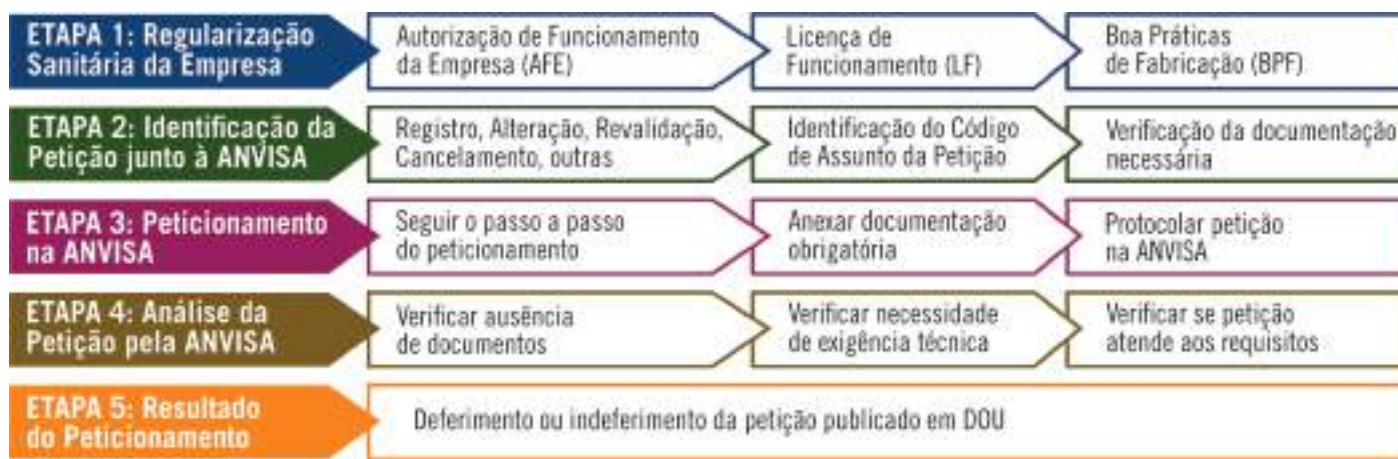 ETAPA 1: Regularização
Sanitária da Empresa
Autorização de Funcionamento
da Empresa (AFE)
Licença de
Funcionamento (LF)
Boa Práticas
de Fabricação (BPF)
ETAPA 2: Identificação da
Petição junto à ANVISA
Registro, Alteração, Revalidação,
Cancelamento, outras
Identificação do Código
de Assunto da Petição
Verificação da documentação
necessária
ETAPA 3: Peticionamento
na ANVISA
Seguir o passo a passo
do peticionamento
Anexar documentação
obrigatória
Protocolar petição
na ANVISA
ETAPA 4: Análise da
Petição pela ANVISA
Verificar ausência
de documentos
Verificar necessidade
de exigência técnica
Verificar se petição
atende aos requisitos
ETAPA 5: Resultado
do Peticionamento
Deferimento ou indeferimento da petição publicado em DOU